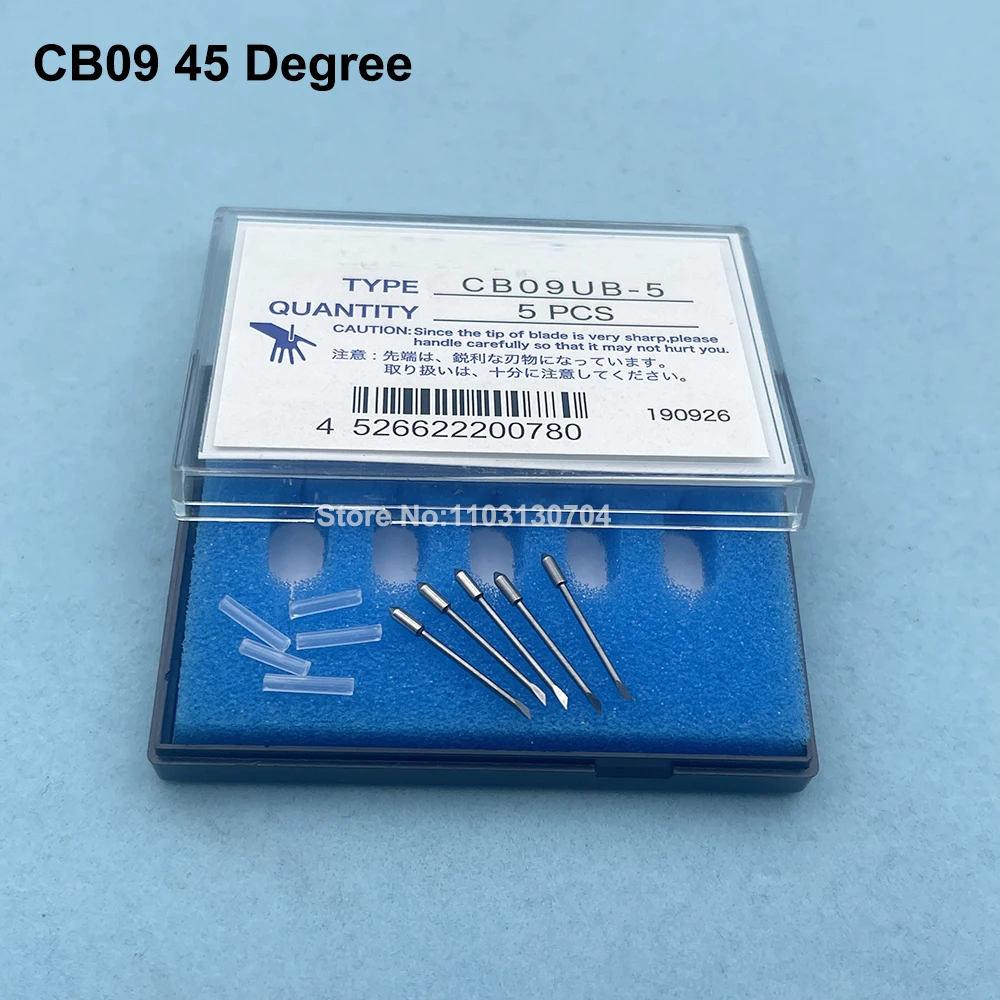 CB09 45 Degree
TYPE CB09UB-5
QUANTITY 5 PCS
CAUTION: Since the tip of blade is very sharp,please
handle carefully so that it may not hurt you.
注意：先端は、鋭利な刃物になっています。
取り扱いは、十分に注意してください。
190926
4 526622200780
Store No:1103130704